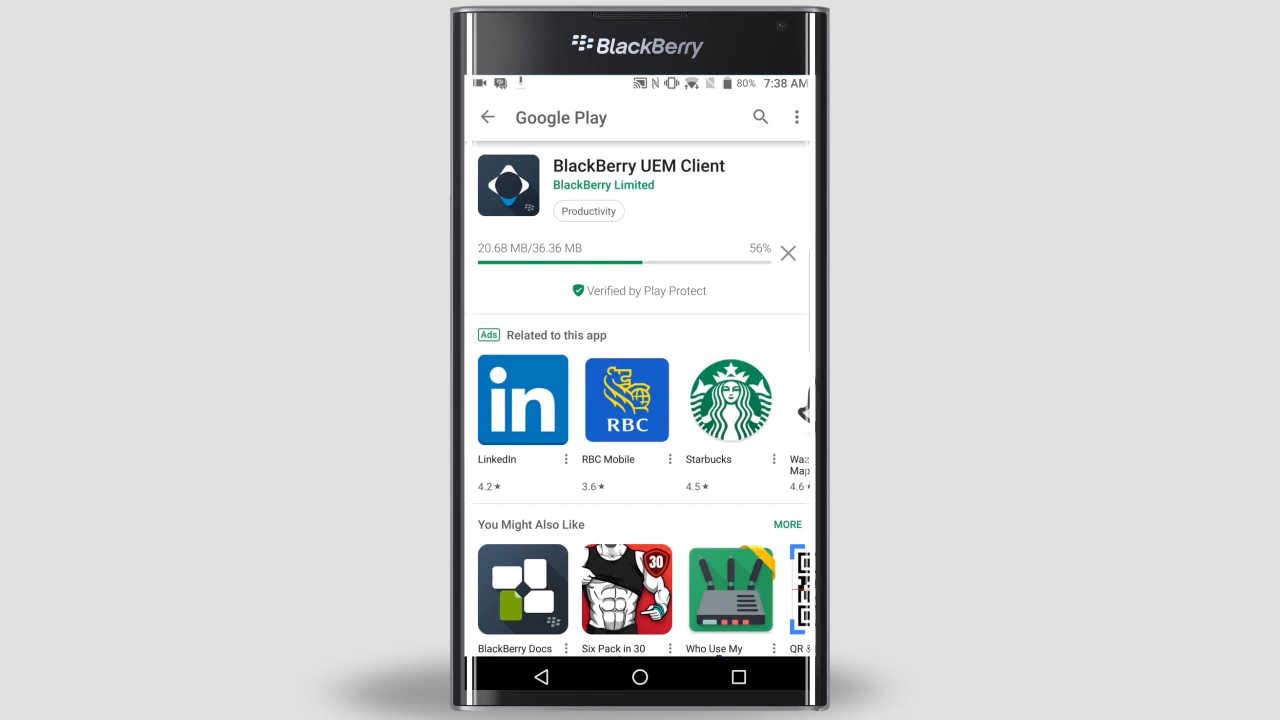 BlackBerry
80% 7:38 AM
Google Play
BlackBerry UEM Client
BlackBerry Limited
Productivity
20.68 MB/36.36 MB 56%
Verified by Play Protect
Ads Related to this app
in
RBC
LinkedIn
RBC Mobile
Starbucks
Waz
Map
4.2★
3.6★
4.5★
4.6
You Might Also Like MORE
30
BlackBerry Docs
Six Pack in 30
Who Use My
QR &